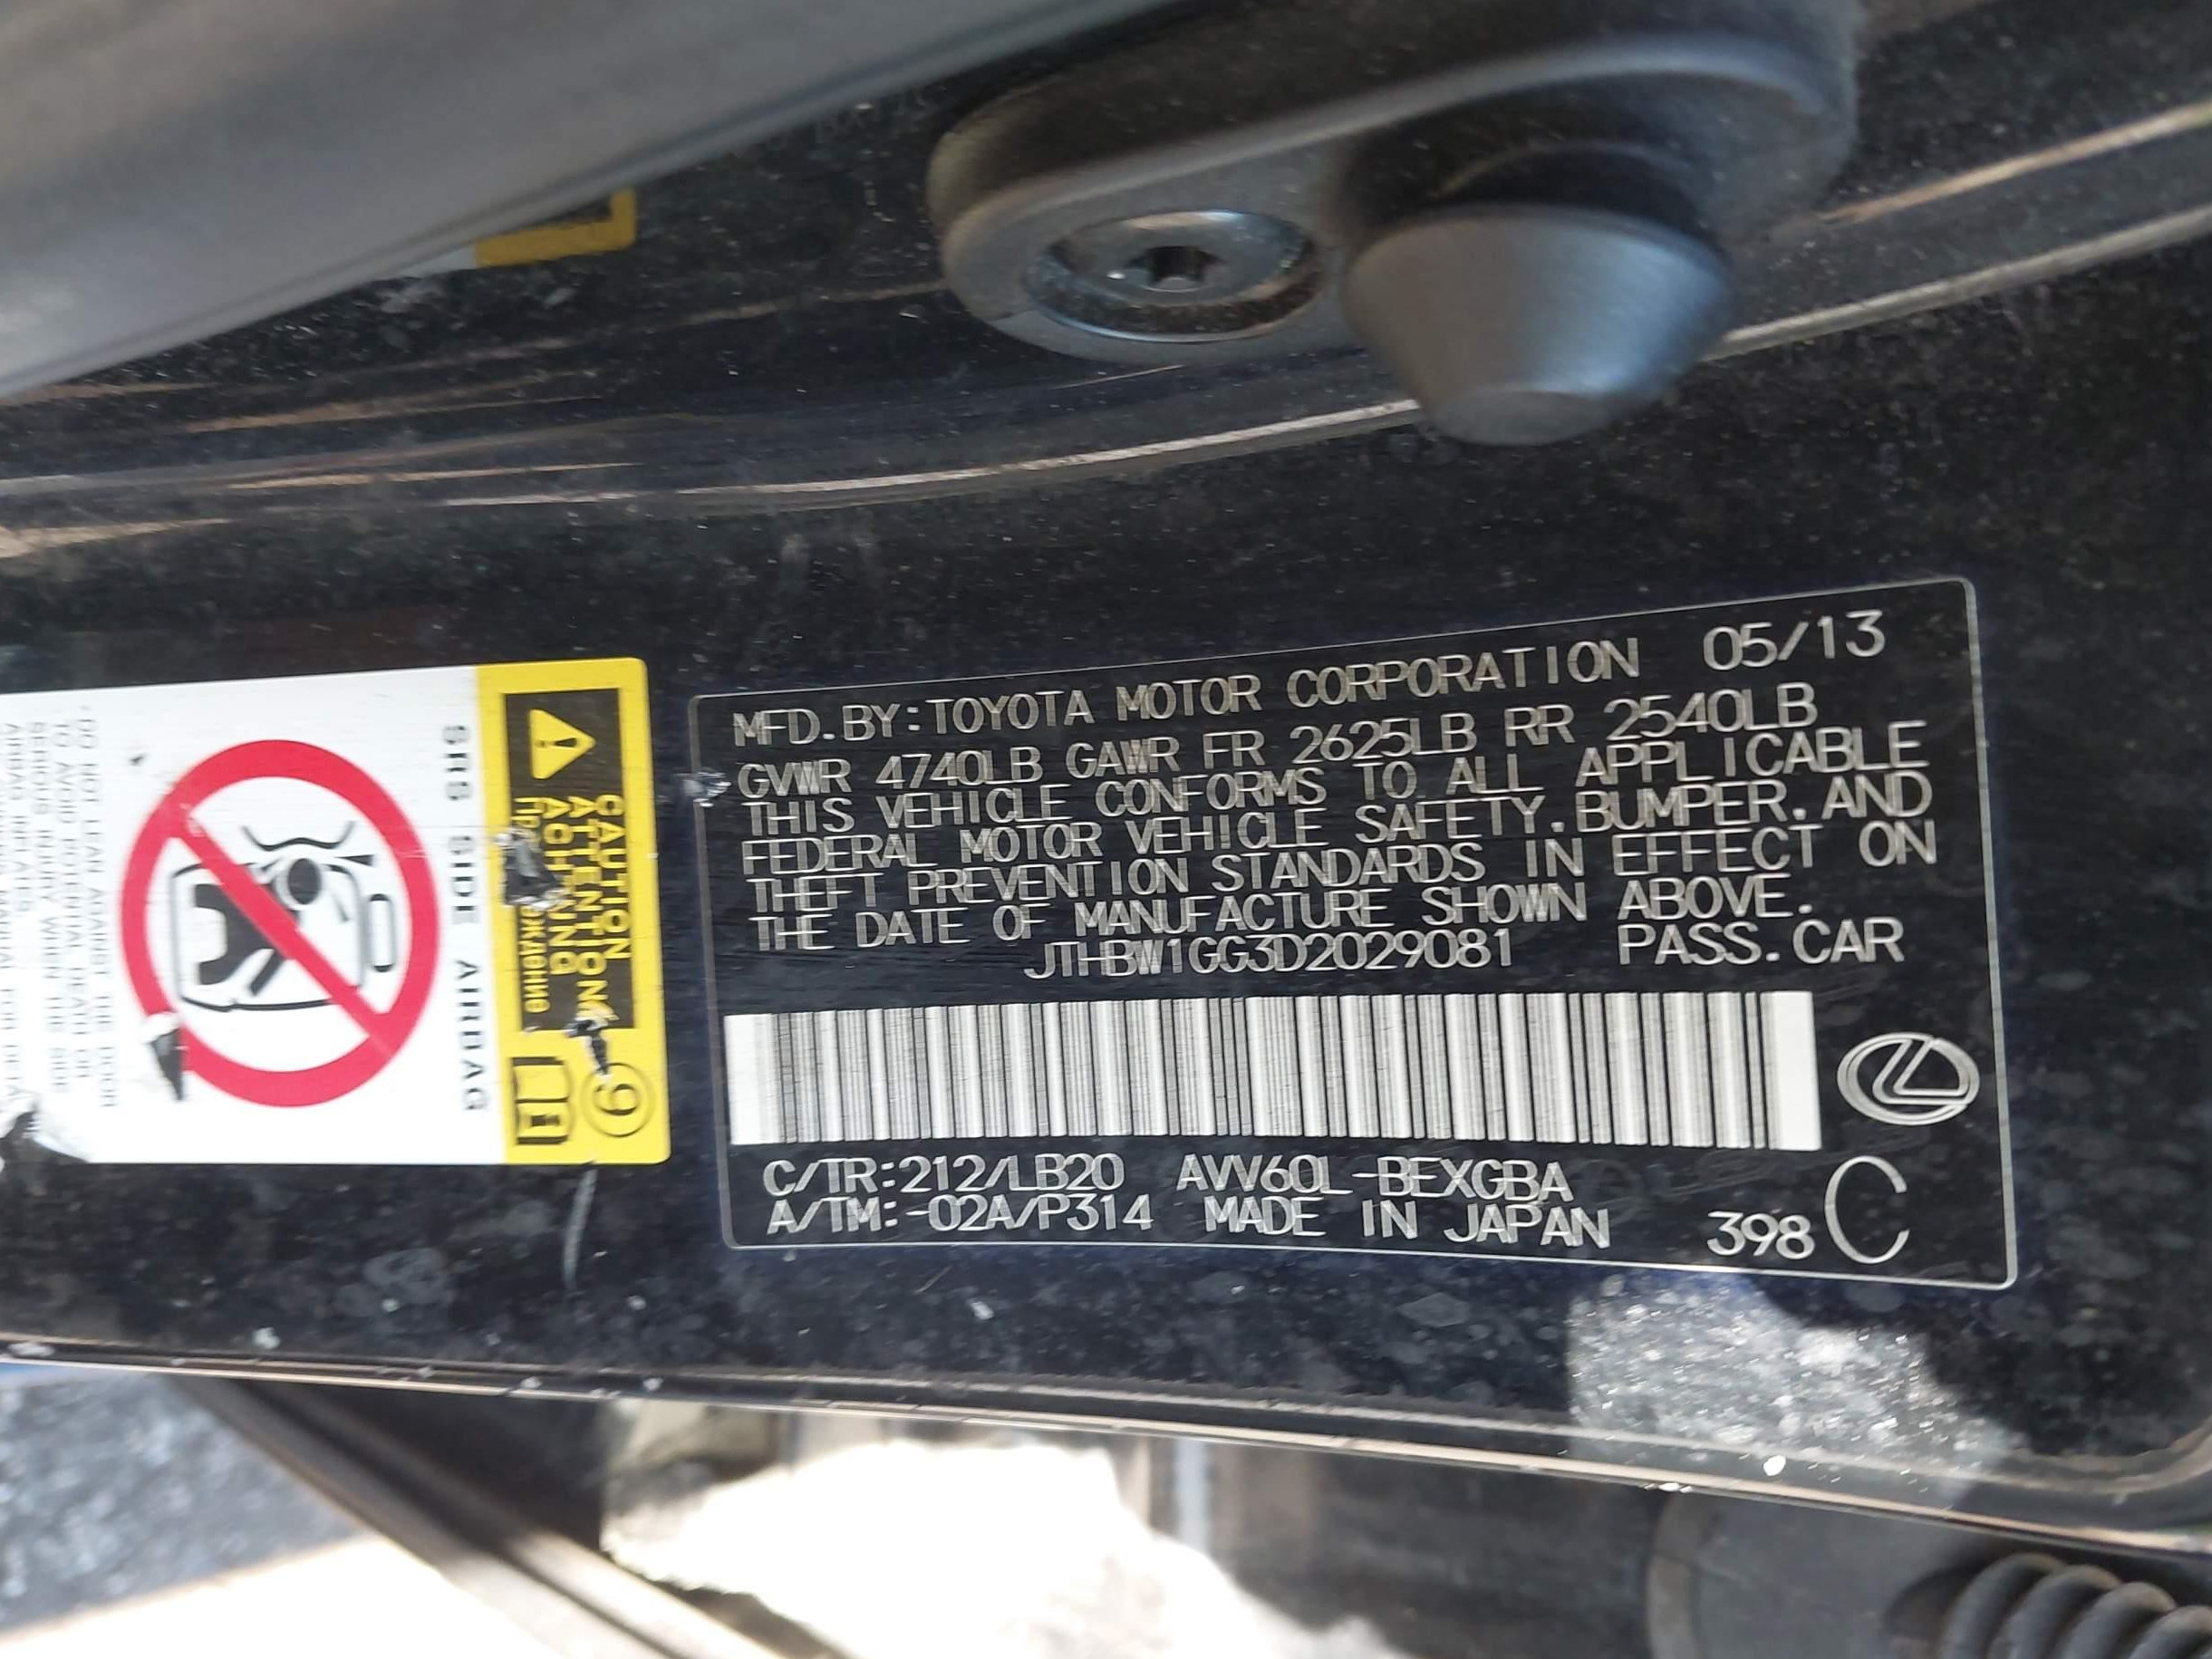 MFD.BY:TOYOTA MOTOR CORPORATION 05/13
GVWR 4740LB GAWR FR 2625LB RR 2540LB
THIS VEHICLE CONFORMS TO ALL APPLICABLE
FEDERAL MOTOR VEHICLE SAFETY.BUMPER.AND
THEFT PREVENTION STANDARDS IN EFFECT ON
THE DATE OF MANUFACTURE SHOWN ABOVE.
JTHBW1GG3D2029081 PASS.CAR
C/TR:212/LB20 AVV60L-BEXGBA
A/TM:-02A/P314 MADE IN JAPAN 398 C
CAUTION
ATTENTION
ACHTUNG
9
SRS SIDE AIRBAG